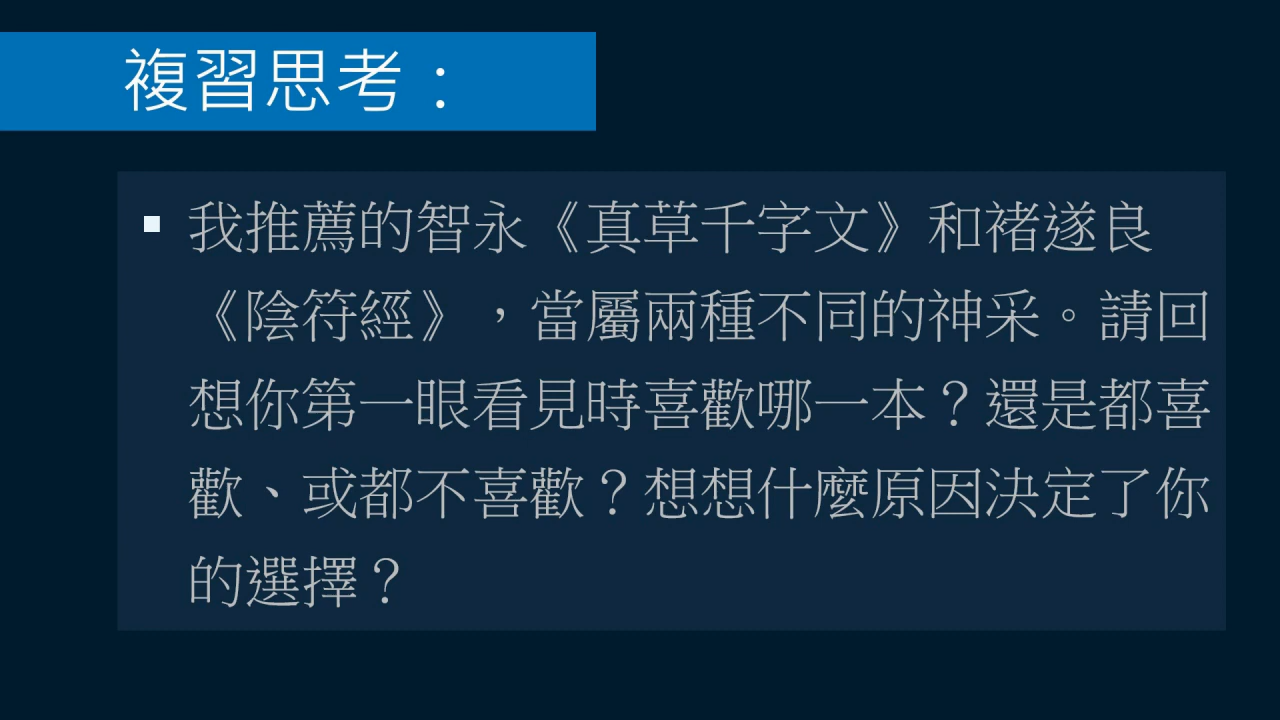 複習思考：
▪ 我推薦的智永《真草千字文》和褚遂良
《陰符經》，當屬兩種不同的神采。請回
想你第一眼看見時喜歡哪一本？還是都喜
歡、或都不喜歡？想想什麼原因決定了你
的選擇？